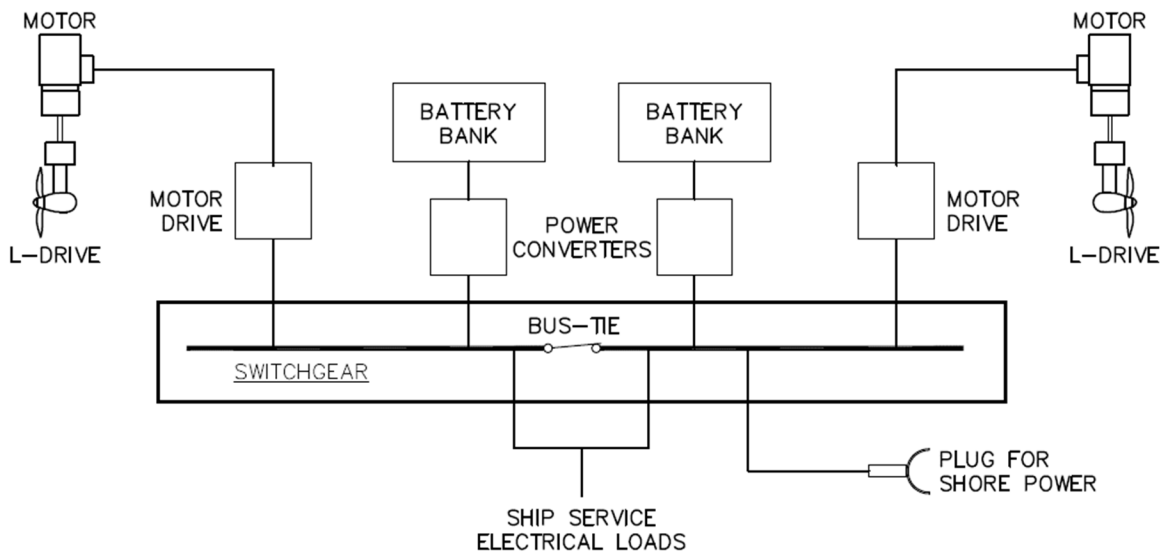 MOTOR
MOTOR
BATTERY
BANK
BATTERY
BANK
MOTOR
DRIVE
POWER
CONVERTERS
MOTOR
DRIVE
L-DRIVE
L-DRIVE
BUS-TIE
SWITCHGEAR
PLUG FOR
SHORE POWER
SHIP SERVICE
ELECTRICAL LOADS